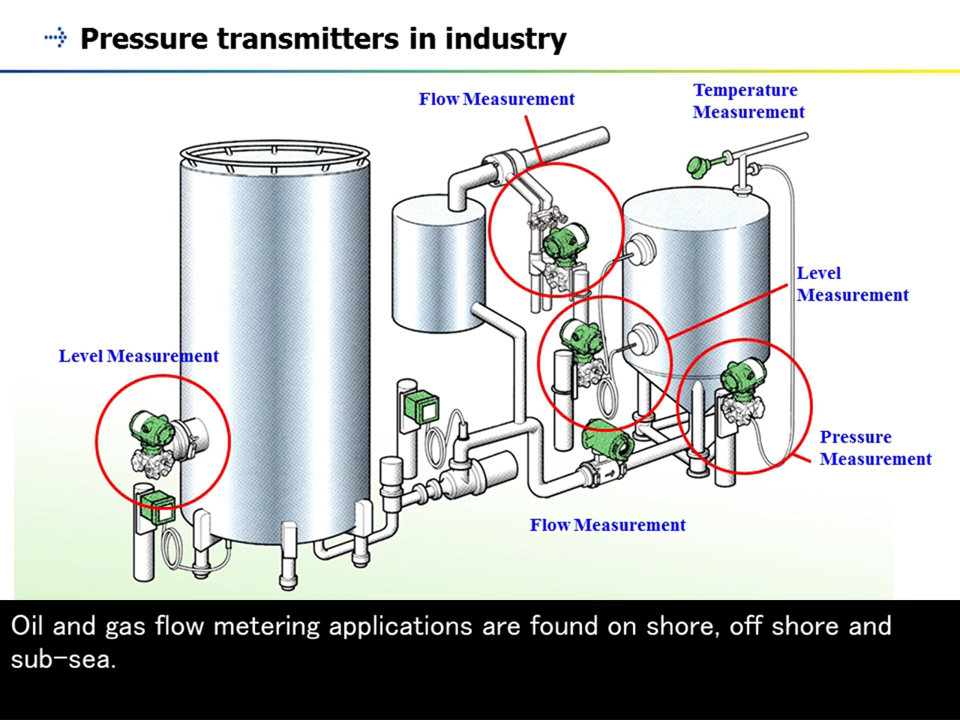 Pressure transmitters in industry
Flow Measurement
Temperature
Measurement
Level
Measurement
Level Measurement
Pressure
Measurement
Flow Measurement
Oil and gas flow metering applications are found on shore, off shore and
sub-sea.